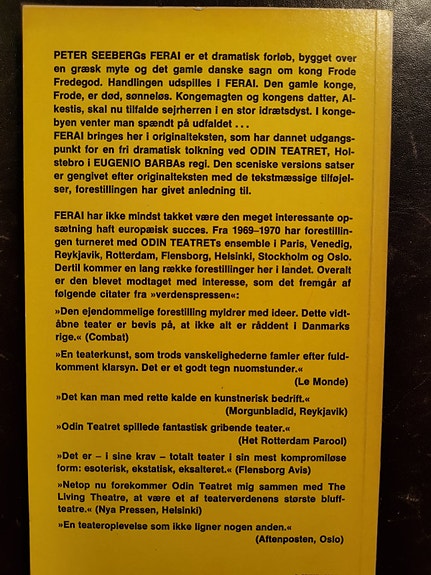 PETER SEEBERGs FERAI er et dramatisk forløb, bygget over
en græsk myte og det gamle danske sagn om kong Frode
Fredegod. Handlingen udspilles i FERAI. Den gamle konge,
Frode, er død, sønneløs. Kongemagten og kongens datter, Al-
kestis, skal nu tilfalde sejrherren i en stor idrætsdyst. I konge-
byen venter man spændt på udfaldet . . .
FERAI bringes her i originalteksten, som har dannet udgangs-
punkt for en fri dramatisk tolkning ved ODIN TEATRET, Hol-
stebro i EUGENIO BARBAs regi. Den sceniske versions satser
er gengivet efter originalteksten med de tekstmæssige tilføjel-
ser, forestillingen har givet anledning til.
FERAI har ikke mindst takket være den meget interessante op-
sætning haft europæisk succes. Fra 1969–1970 har forestillin-
gen turneret med ODIN TEATRETs ensemble i Paris, Venedig,
Reykjavik, Rotterdam, Flensborg, Helsinki, Stockholm og Oslo.
Dertil kommer en lang række forestillinger her i landet. Overalt
er den blevet modtaget med interesse, som det fremgår af
følgende citater fra »verdenspressen«:
»Den ejendommelige forestilling myldrer med ideer. Dette vidt-
åbne teater er bevis på, at ikke alt er råddent i Danmarks
rige.« (Combat)
»En teaterkunst, som trods vanskelighederne famler efter fuld-
komment klarsyn. Det er et godt tegn nuomstunder.«
(Le Monde)
»Det kan man med rette kalde en kunstnerisk bedrift.«
(Morgunbladid, Reykjavik)
»Odin Teatret spillede fantastisk gribende teater.«
(Het Rotterdam Parool)
»Det er – i sine krav – totalt teater i sin mest kompromiløse
form: esoterisk, ekstatisk, eksalteret.« (Flensborg Avis)
»Netop nu forekommer Odin Teatret mig sammen med The
Living Theatre, at være et af teaterverdenens største bluff-
teatre.« (Nya Pressen, Helsinki)
»En teateroplevelse som ikke ligner nogen anden.«
(Aftenposten, Oslo)